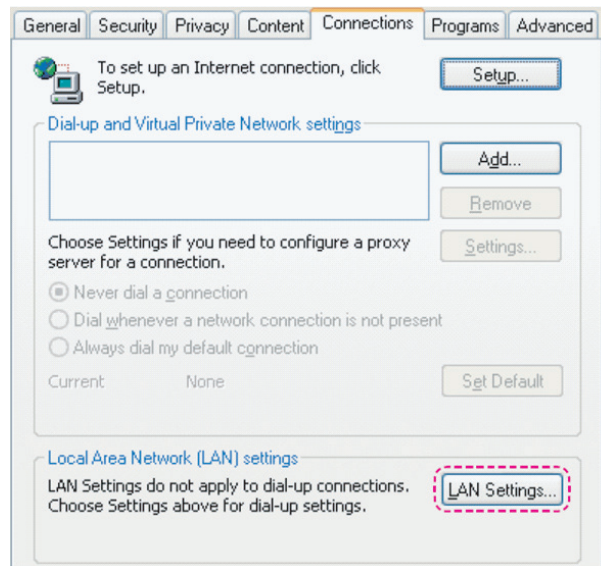 General Security Privacy Content Connections Programs Advanced
To set up an Internet connection, click
Setup.
Setup...
Dial-up and Virtual Private Network settings
Add...
Remove
Choose Settings if you need to configure a proxy
server for a connection.
Settings...
Never dial a connection
Dial whenever a network connection is not present
Always dial my default connection
Current None Set Default
Local Area Network (LAN) settings
LAN Settings do not apply to dial-up connections.
Choose Settings above for dial-up settings.
LAN Settings...